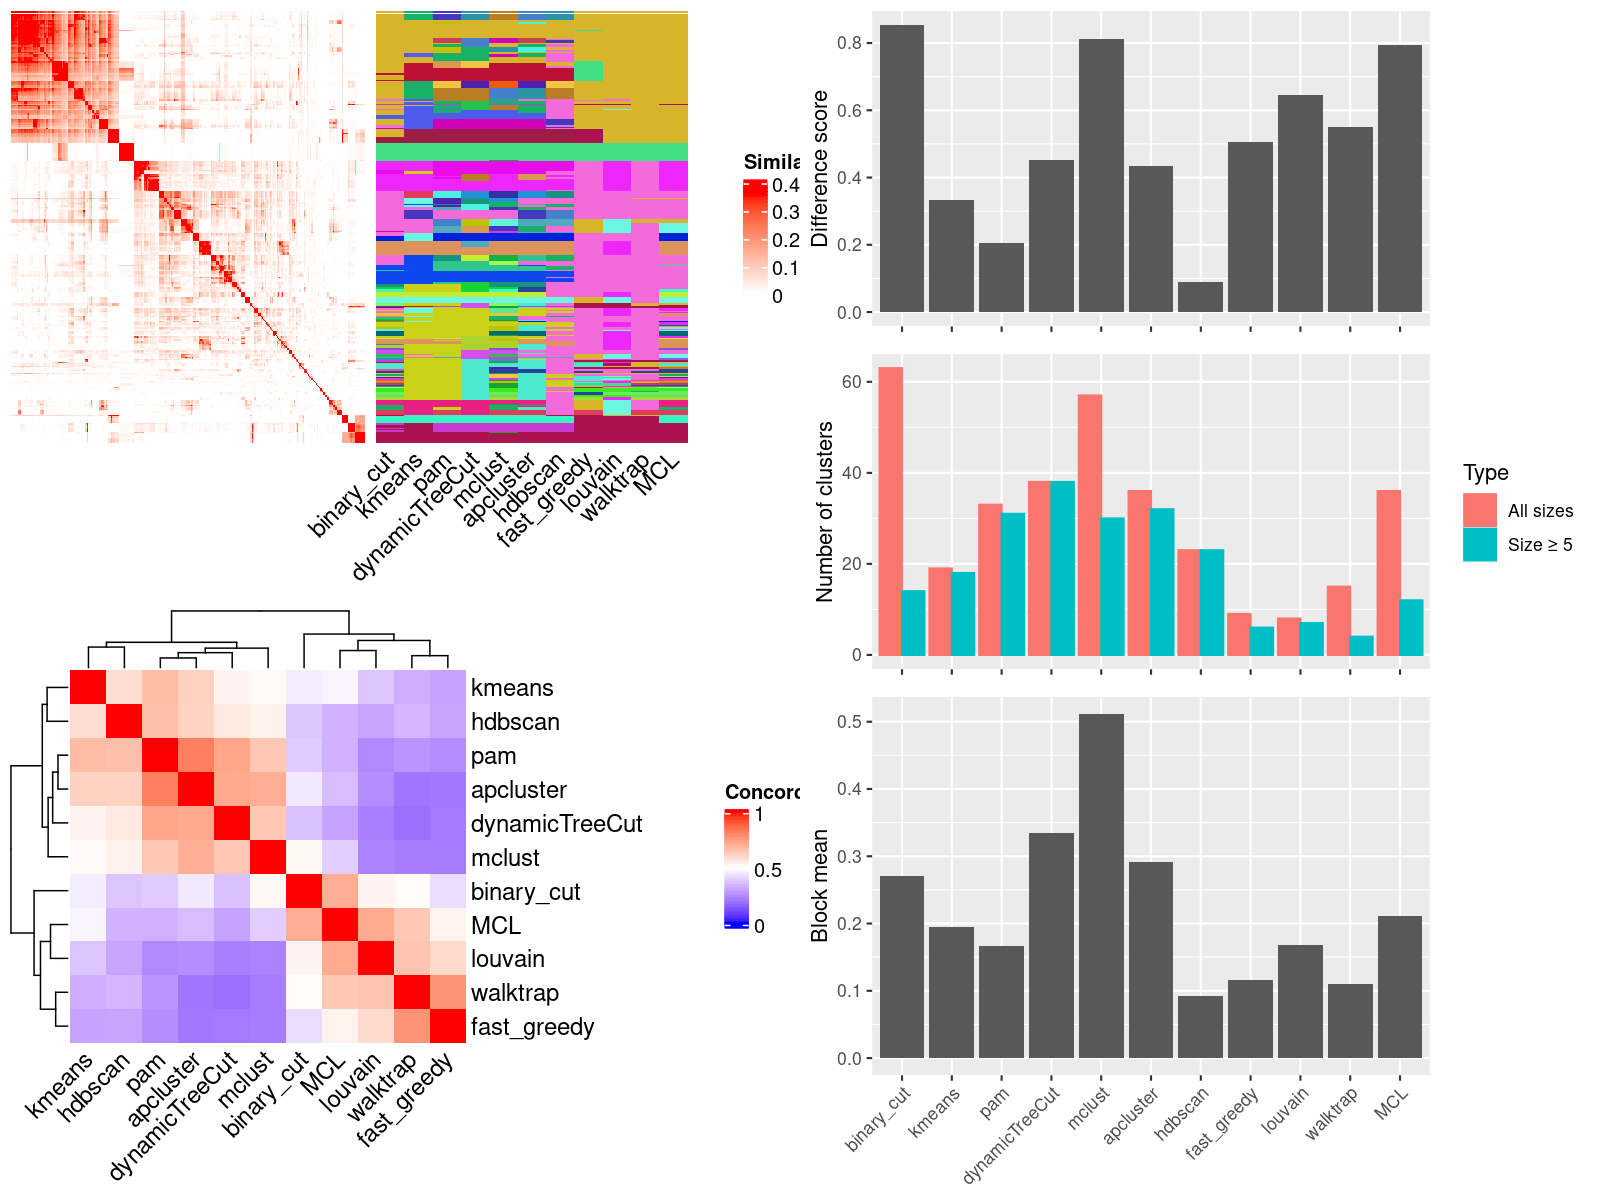 Simila
0.4
0.3
0.2
0.1
0
binary_cut
kmeans
pam
dynamicTreeCut
mclust
apcluster
hdbscan
fast_greedy
louvain
walktrap
MCL
Difference score
0.8
0.6
0.4
0.2
0.0
Number of clusters
60
40
20
0
Type
All sizes
Size ≥ 5
kmeans
hdbscan
pam
apcluster
dynamicTreeCut
mclust
binary_cut
MCL
louvain
walktrap
fast_greedy
kmeans
hdbscan
pam
apcluster
dynamicTreeCut
mclust
binary_cut
MCL
louvain
walktrap
fast_greedy
Concord
1
0.5
0
Block mean
0.5
0.4
0.3
0.2
0.1
0.0
binary_cut
kmeans
pam
dynamicTreeCut
mclust
apcluster
hdbscan
fast_greedy
louvain
walktrap
MCL